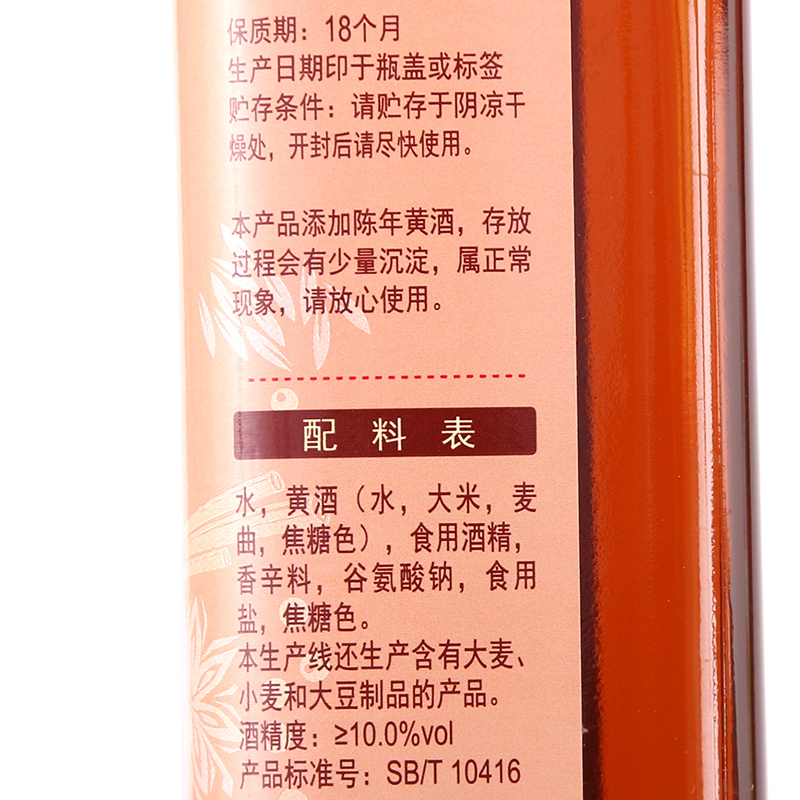 保质期：18个月
生产日期印于瓶盖或标签
贮存条件：请贮存于阴凉干
燥处，开封后请尽快使用。
本产品添加陈年黄酒，存放
过程会有少量沉淀，属正常
现象，请放心使用。
配料表
水，黄酒（水，大米，麦
曲，焦糖色），食用酒精，
香辛料，谷氨酸钠，食用
盐，焦糖色。
本生产线还生产含有大麦、
小麦和大豆制品的产品。
酒精度：≥10.0%vol
产品标准号：SB/T 10416